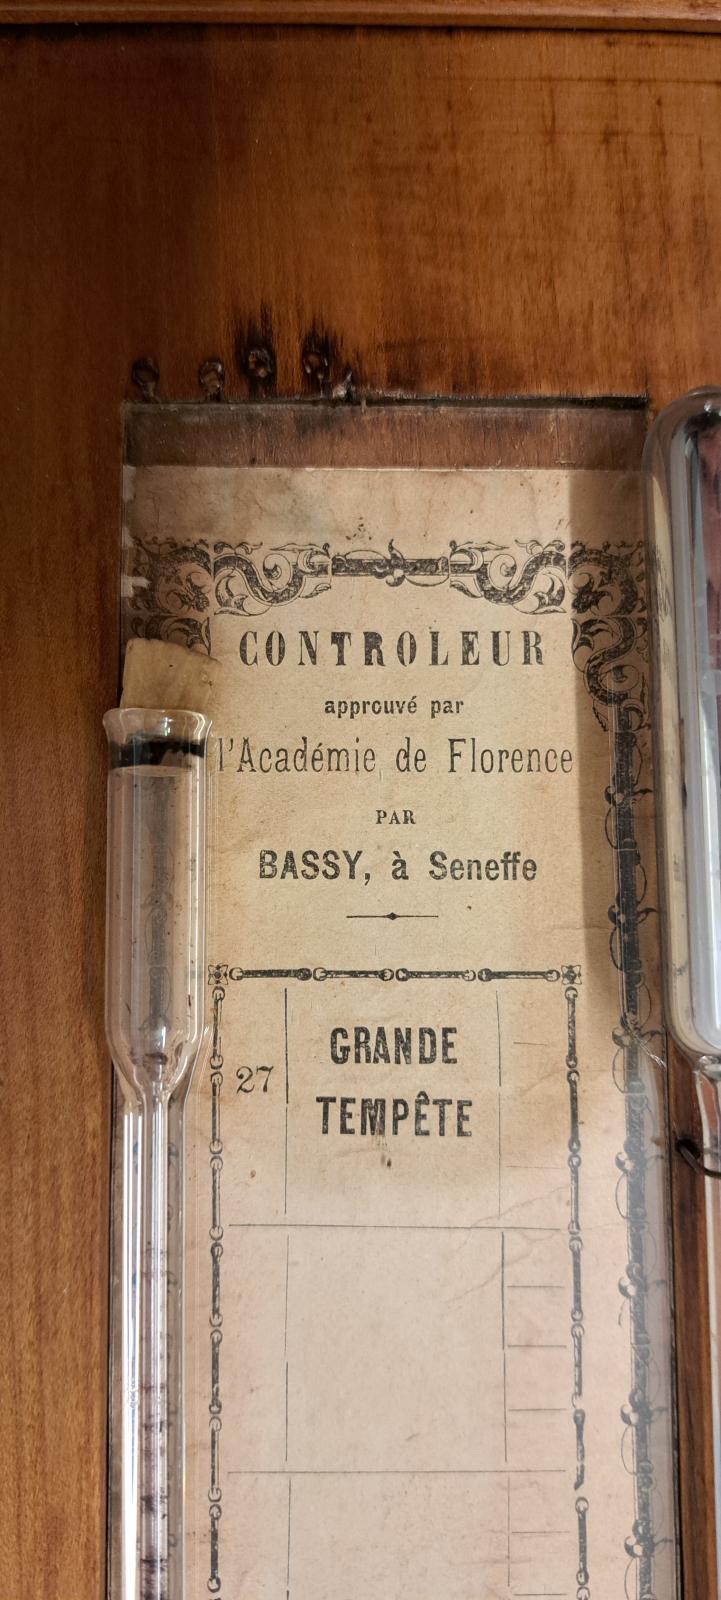 CONTROLEUR
approuvé par
l'Académie de Florence
PAR
BASSY, à Seneffe
27
GRANDE
TEMPÊTE